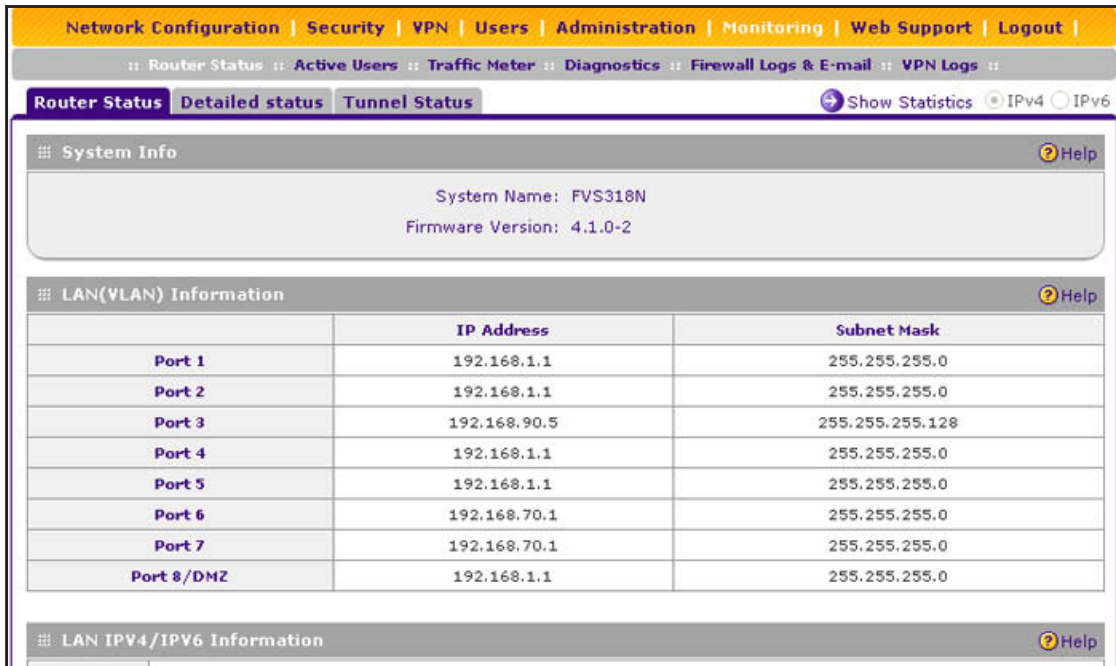 Network Configuration | Security | VPN | Users | Administration | Monitoring | Web Support | Logout |
:: Router Status :: Active Users :: Traffic Meter :: Diagnostics :: Firewall Logs & E-mail :: VPN Logs ::
Router Status Detailed status Tunnel Status Show Statistics IPv4 IPv6
System Info ?Help
System Name: FVS318N
Firmware Version: 4.1.0-2
LAN(VLAN) Information ?Help
IP Address Subnet Mask
Port 1 192.168.1.1 255.255.255.0
Port 2 192.168.1.1 255.255.255.0
Port 3 192.168.90.5 255.255.255.128
Port 4 192.168.1.1 255.255.255.0
Port 5 192.168.1.1 255.255.255.0
Port 6 192.168.70.1 255.255.255.0
Port 7 192.168.70.1 255.255.255.0
Port 8/DMZ 192.168.1.1 255.255.255.0
LAN IPV4/IPV6 Information ?Help